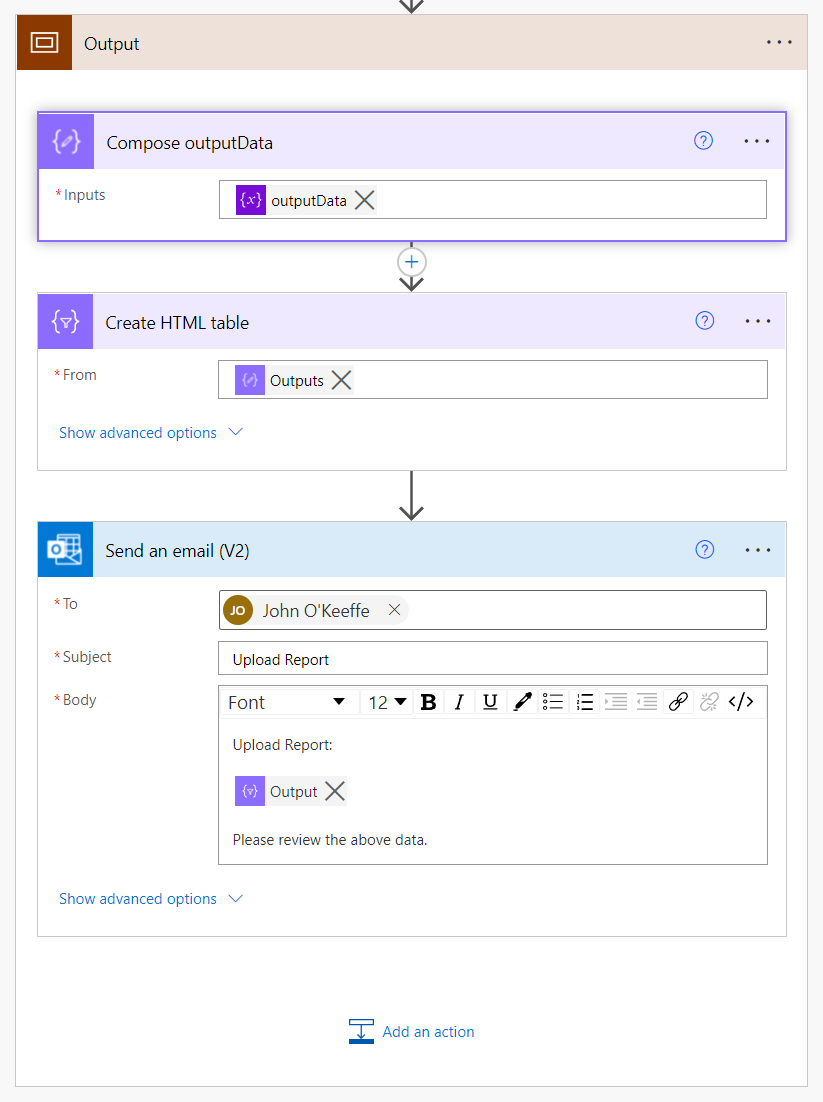 Output
Compose outputData
* Inputs
{x} outputData
Create HTML table
* From
Outputs
Show advanced options
Send an email (V2)
* To
JO John O'Keeffe
* Subject
Upload Report
* Body
Font 12 B I U </>
Upload Report:
Output
Please review the above data.
Show advanced options
Add an action